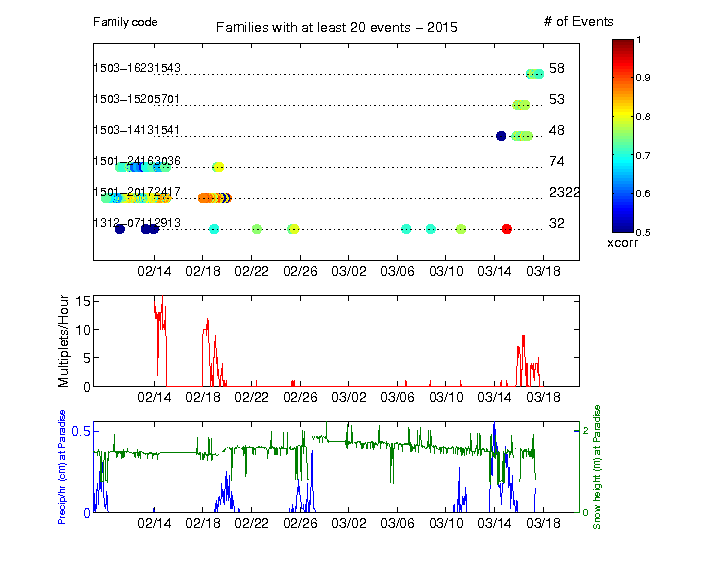 Family code
Families with at least 20 events – 2015
# of Events
1503–16231543
58
1503–15205701
53
1503–14131541
48
1501–24163036
74
1501–20172417
2322
1312–07112913
32
02/14 02/18 02/22 02/26 03/02 03/06 03/10 03/14 03/18
1
0.9
0.8
0.7
0.6
0.5
xcorr
Multiplets/Hour
15
10
5
0
02/14 02/18 02/22 02/26 03/02 03/06 03/10 03/14 03/18
Precip/hr (cm) at Paradise
0.5
0
2
1
0
Snow height (m) at Paradise
02/14 02/18 02/22 02/26 03/02 03/06 03/10 03/14 03/18